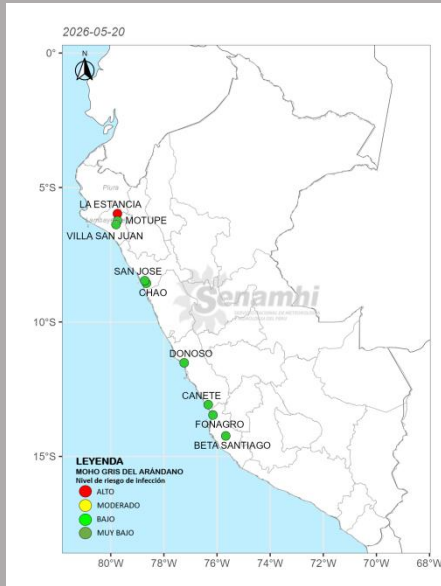 2026-05-20
N
0°
5°S
10°S
15°S
Piura
LA ESTANCIA
MOTUPE
VILLA SAN JUAN
SAN JOSE
CHAO
Senamhi
DONOSO
CANETE
FONAGRO
BETA SANTIAGO
LEYENDA
MOHO GRIS DEL ARÁNDANO
Nivel de riesgo de infección
ALTO
MODERADO
BAJO
MUY BAJO
80°W 78°W 76°W 74°W 72°W 70°W 68°W